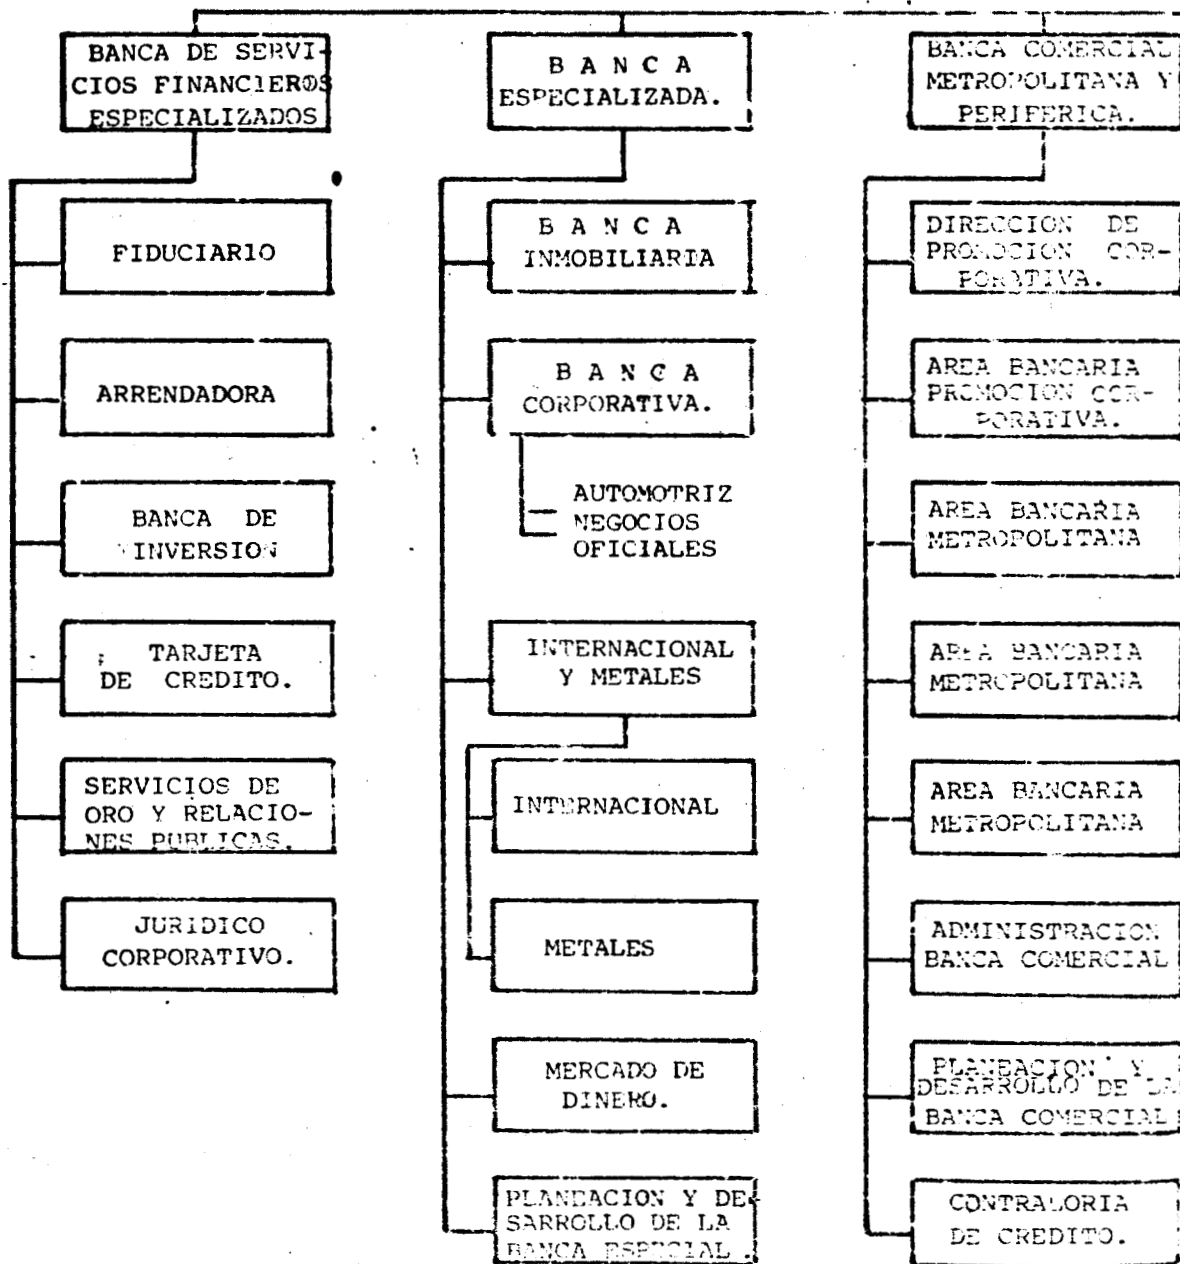 BANCA DE SERVI-
CIOS FINANCIEROS
ESPECIALIZADOS
FIDUCIARIO
ARRENDADORA
BANCA DE
INVERSION
TARJETA
DE CREDITO.
SERVICIOS DE
ORO Y RELACIO-
NES PUBLICAS.
JURIDICO
CORPORATIVO.
B A N C A
ESPECIALIZADA.
B A N C A
INMOBILIARIA
B A N C A
CORPORATIVA.
AUTOMOTRIZ
NEGOCIOS
OFICIALES
INTERNACIONAL
Y METALES
INTERNACIONAL
METALES
MERCADO DE
DINERO.
PLANEACION Y DE-
SARROLLO DE LA
BANCA ESPECIAL.
BANCA COMERCIAL
METROPOLITANA Y
PERIFERICA.
DIRECCION DE
PROMOCION COR-
PORATIVA.
AREA BANCARIA
PROMOCION COR-
PORATIVA.
AREA BANCARIA
METROPOLITANA
AREA BANCARIA
METROPOLITANA
AREA BANCARIA
METROPOLITANA
ADMINISTRACION
BANCA COMERCIAL
PLANEACION Y
DESARROLLO DE LA
BANCA COMERCIAL
CONTRALORIA
DE CREDITO.